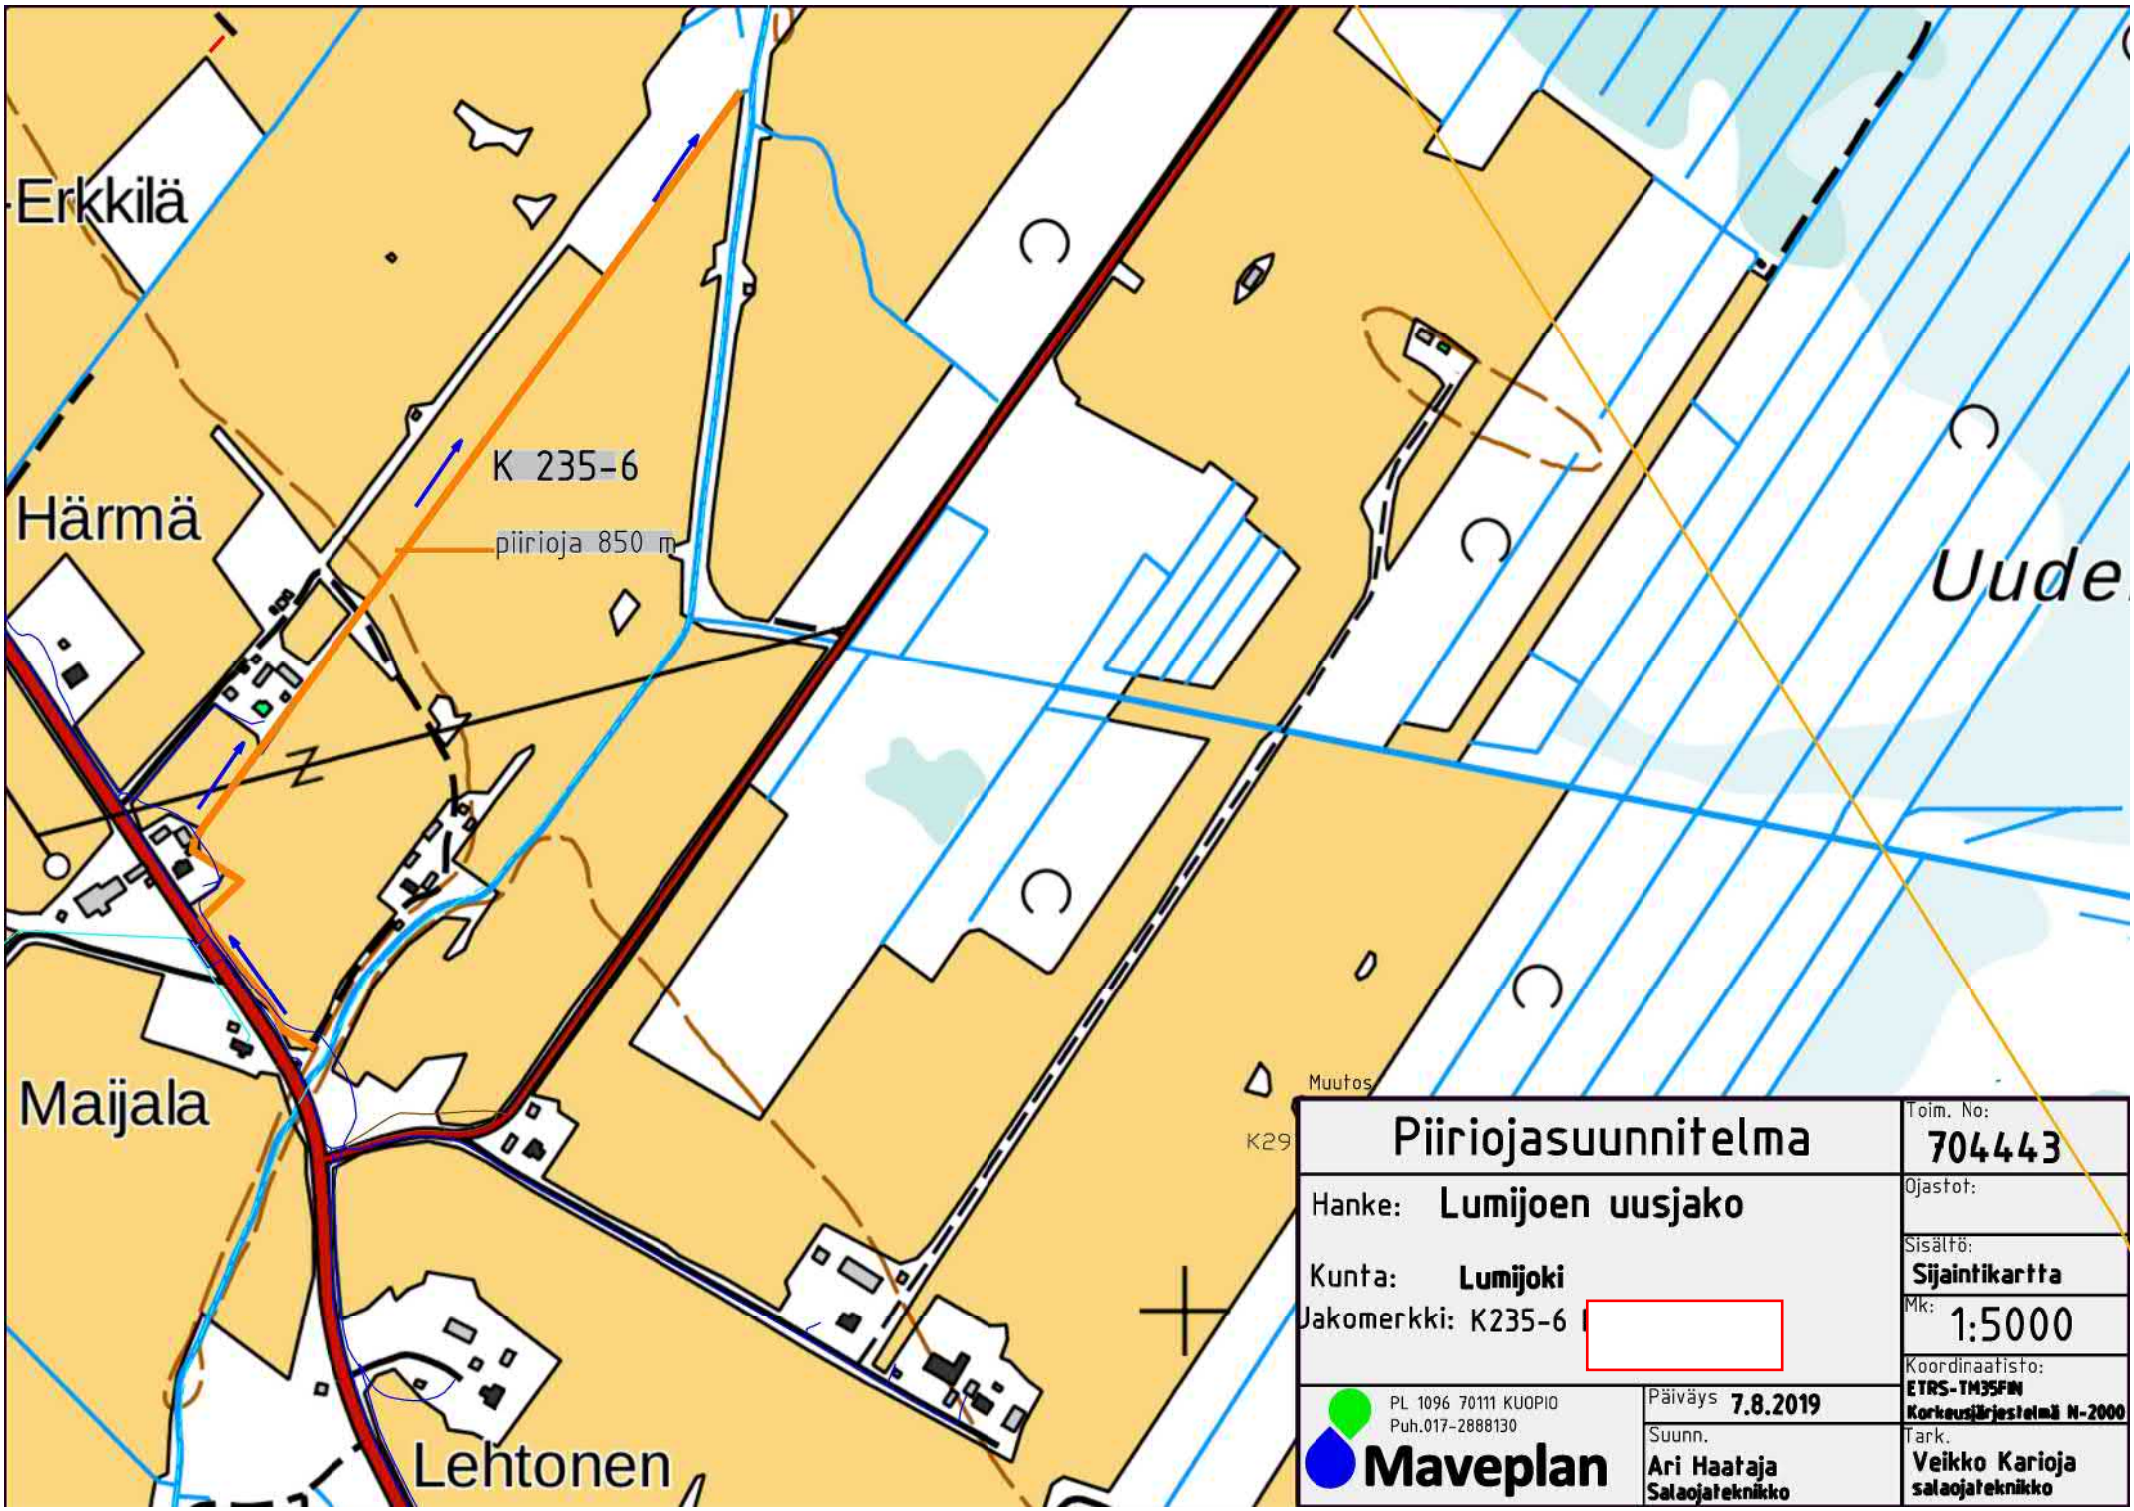 -Erkkilä
K 235-6
Härmä
piirioja 850 m
Uude
Maijala
Muutos
K29
Lehtonen
Piiriojasuunnitelma
Toim. No:
704443
Hanke: Lumijoen uusjako
Ojastot:
Kunta: Lumijoki
Sisältö:
Sijaintikartta
Jakomerkki: K235-6
Mk: 1:5000
Koordinaatisto:
ETRS-TM35FIN
Korkeusjärjestelmä N-2000
PL 1096 70111 KUOPIO
Puh.017-2888130
Maveplan
Päiväys 7.8.2019
Suunn.
Ari Haataja
Salaojateknikko
Tark.
Veikko Karioja
salaojateknikko